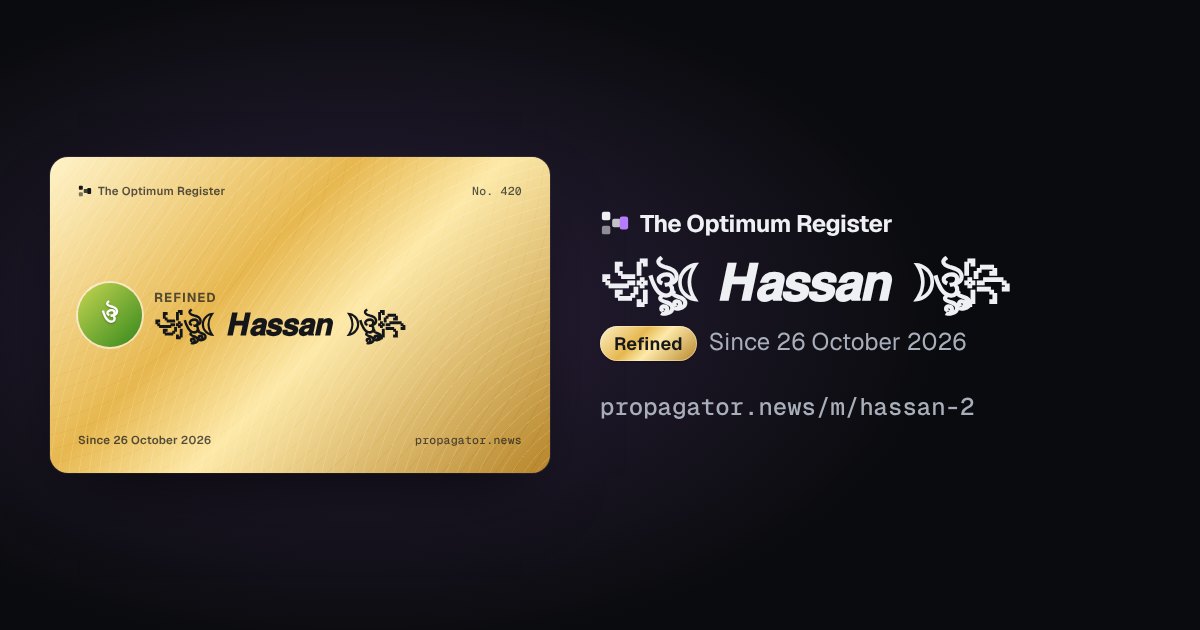 The Optimum Register
No. 420
REFINED
꧁ঔৣ☾ 𝙃𝙖𝙨𝙨𝙖𝙣 ☽ঔৣ꧂
Since 26 October 2026
propagator.news
The Optimum Register
꧁ঔৣ☾ 𝙃𝙖𝙨𝙨𝙖𝙣 ☽ঔৣ꧂
Refined Since 26 October 2026
propagator.news/m/hassan-2